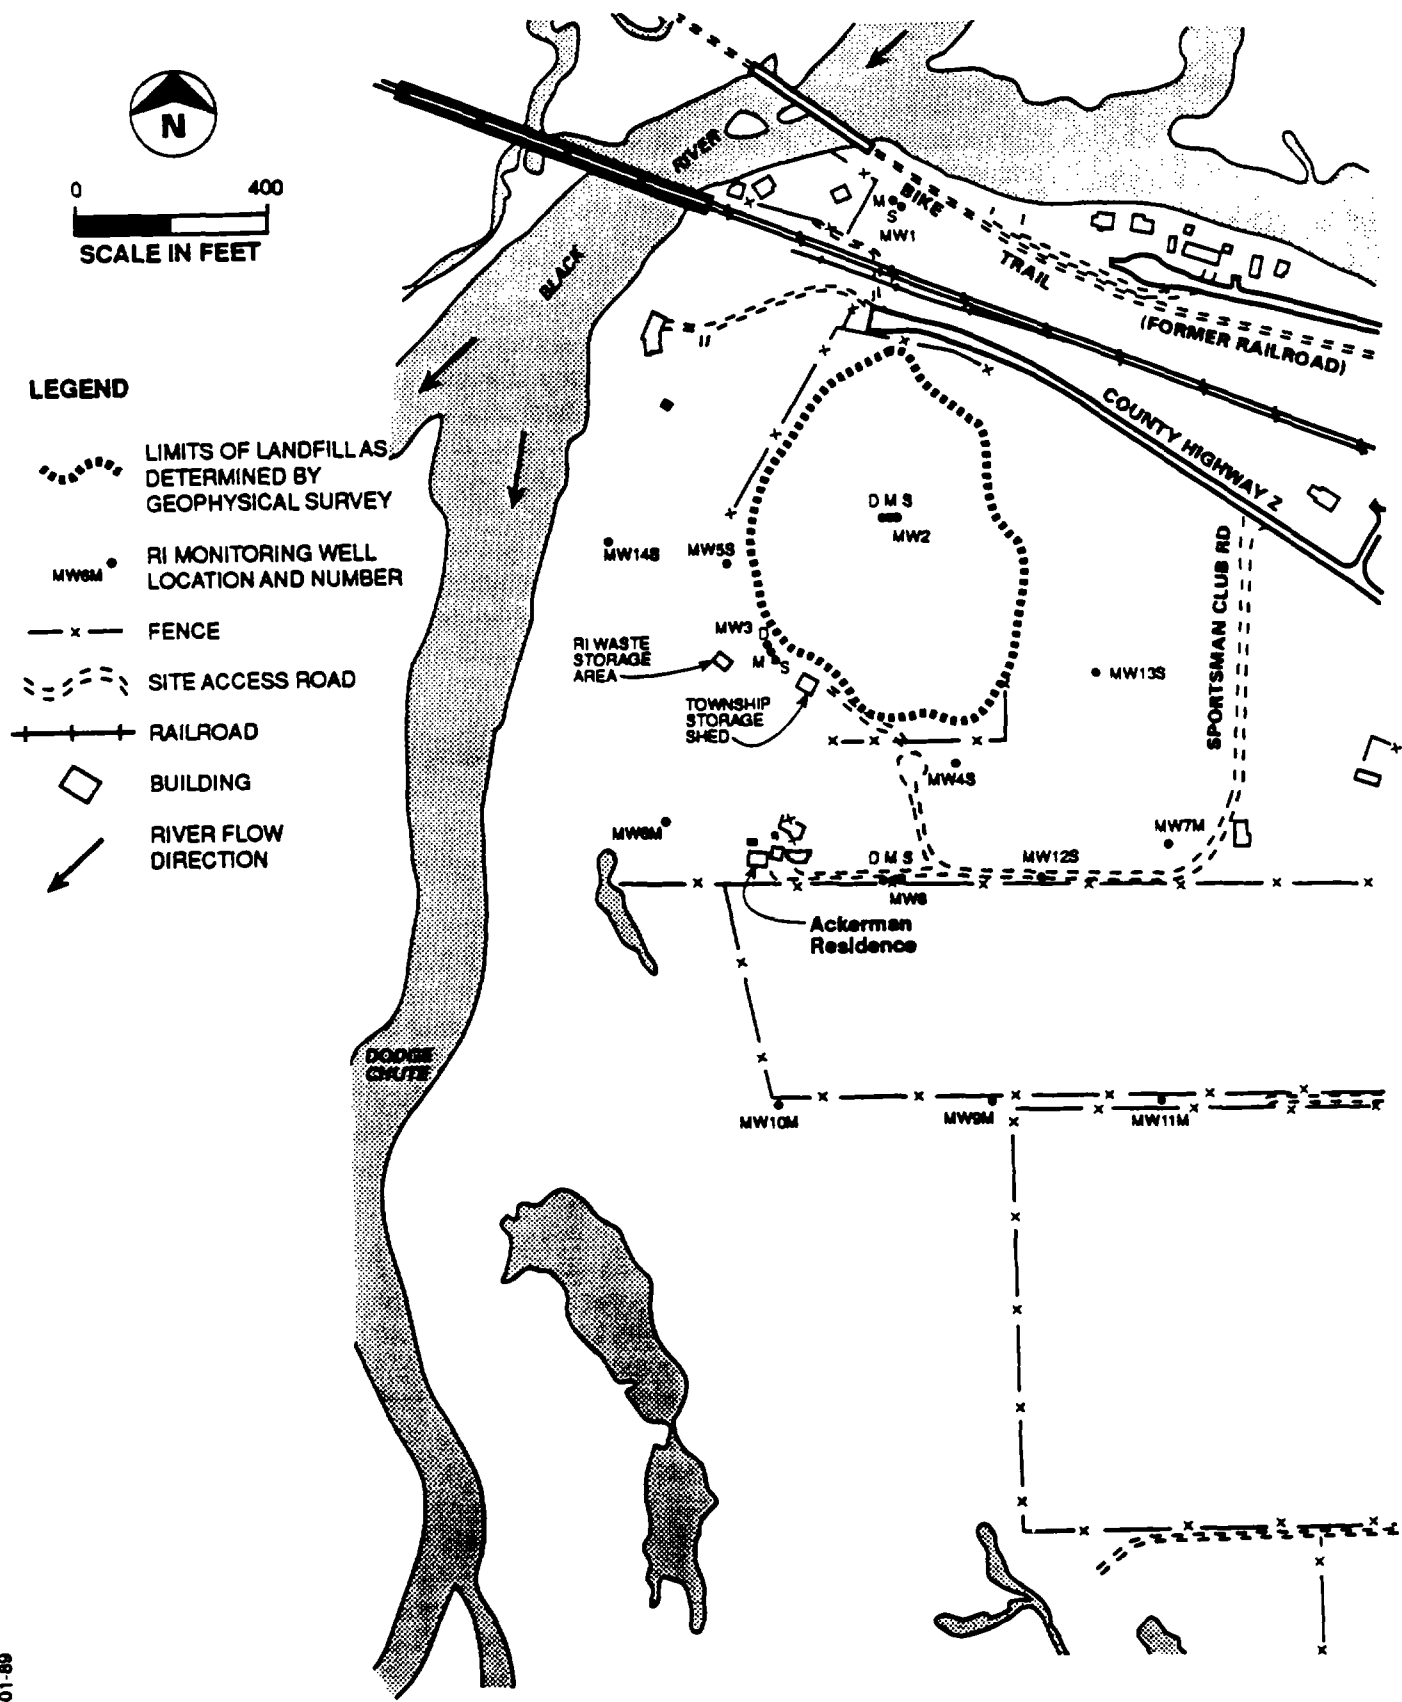 N
0 400
SCALE IN FEET
RIVER
BLACK
M
S
MW1
BIKE
TRAIL
(FORMER RAILROAD)
COUNTY HIGHWAY Z
LEGEND
LIMITS OF LANDFILL AS
DETERMINED BY
GEOPHYSICAL SURVEY
MW6M
RI MONITORING WELL
LOCATION AND NUMBER
FENCE
SITE ACCESS ROAD
RAILROAD
BUILDING
RIVER FLOW
DIRECTION
D M S
MW2
MW14S
MW5S
MW3
D
M
S
RI WASTE
STORAGE
AREA
TOWNSHIP
STORAGE
SHED
MW13S
SPORTSMAN CLUB RD
MW4S
MW7M
D M S
MW12S
Ackerman
Residence
DODGE
CHUTE
MW10M
MW9M
MW11M
01-89